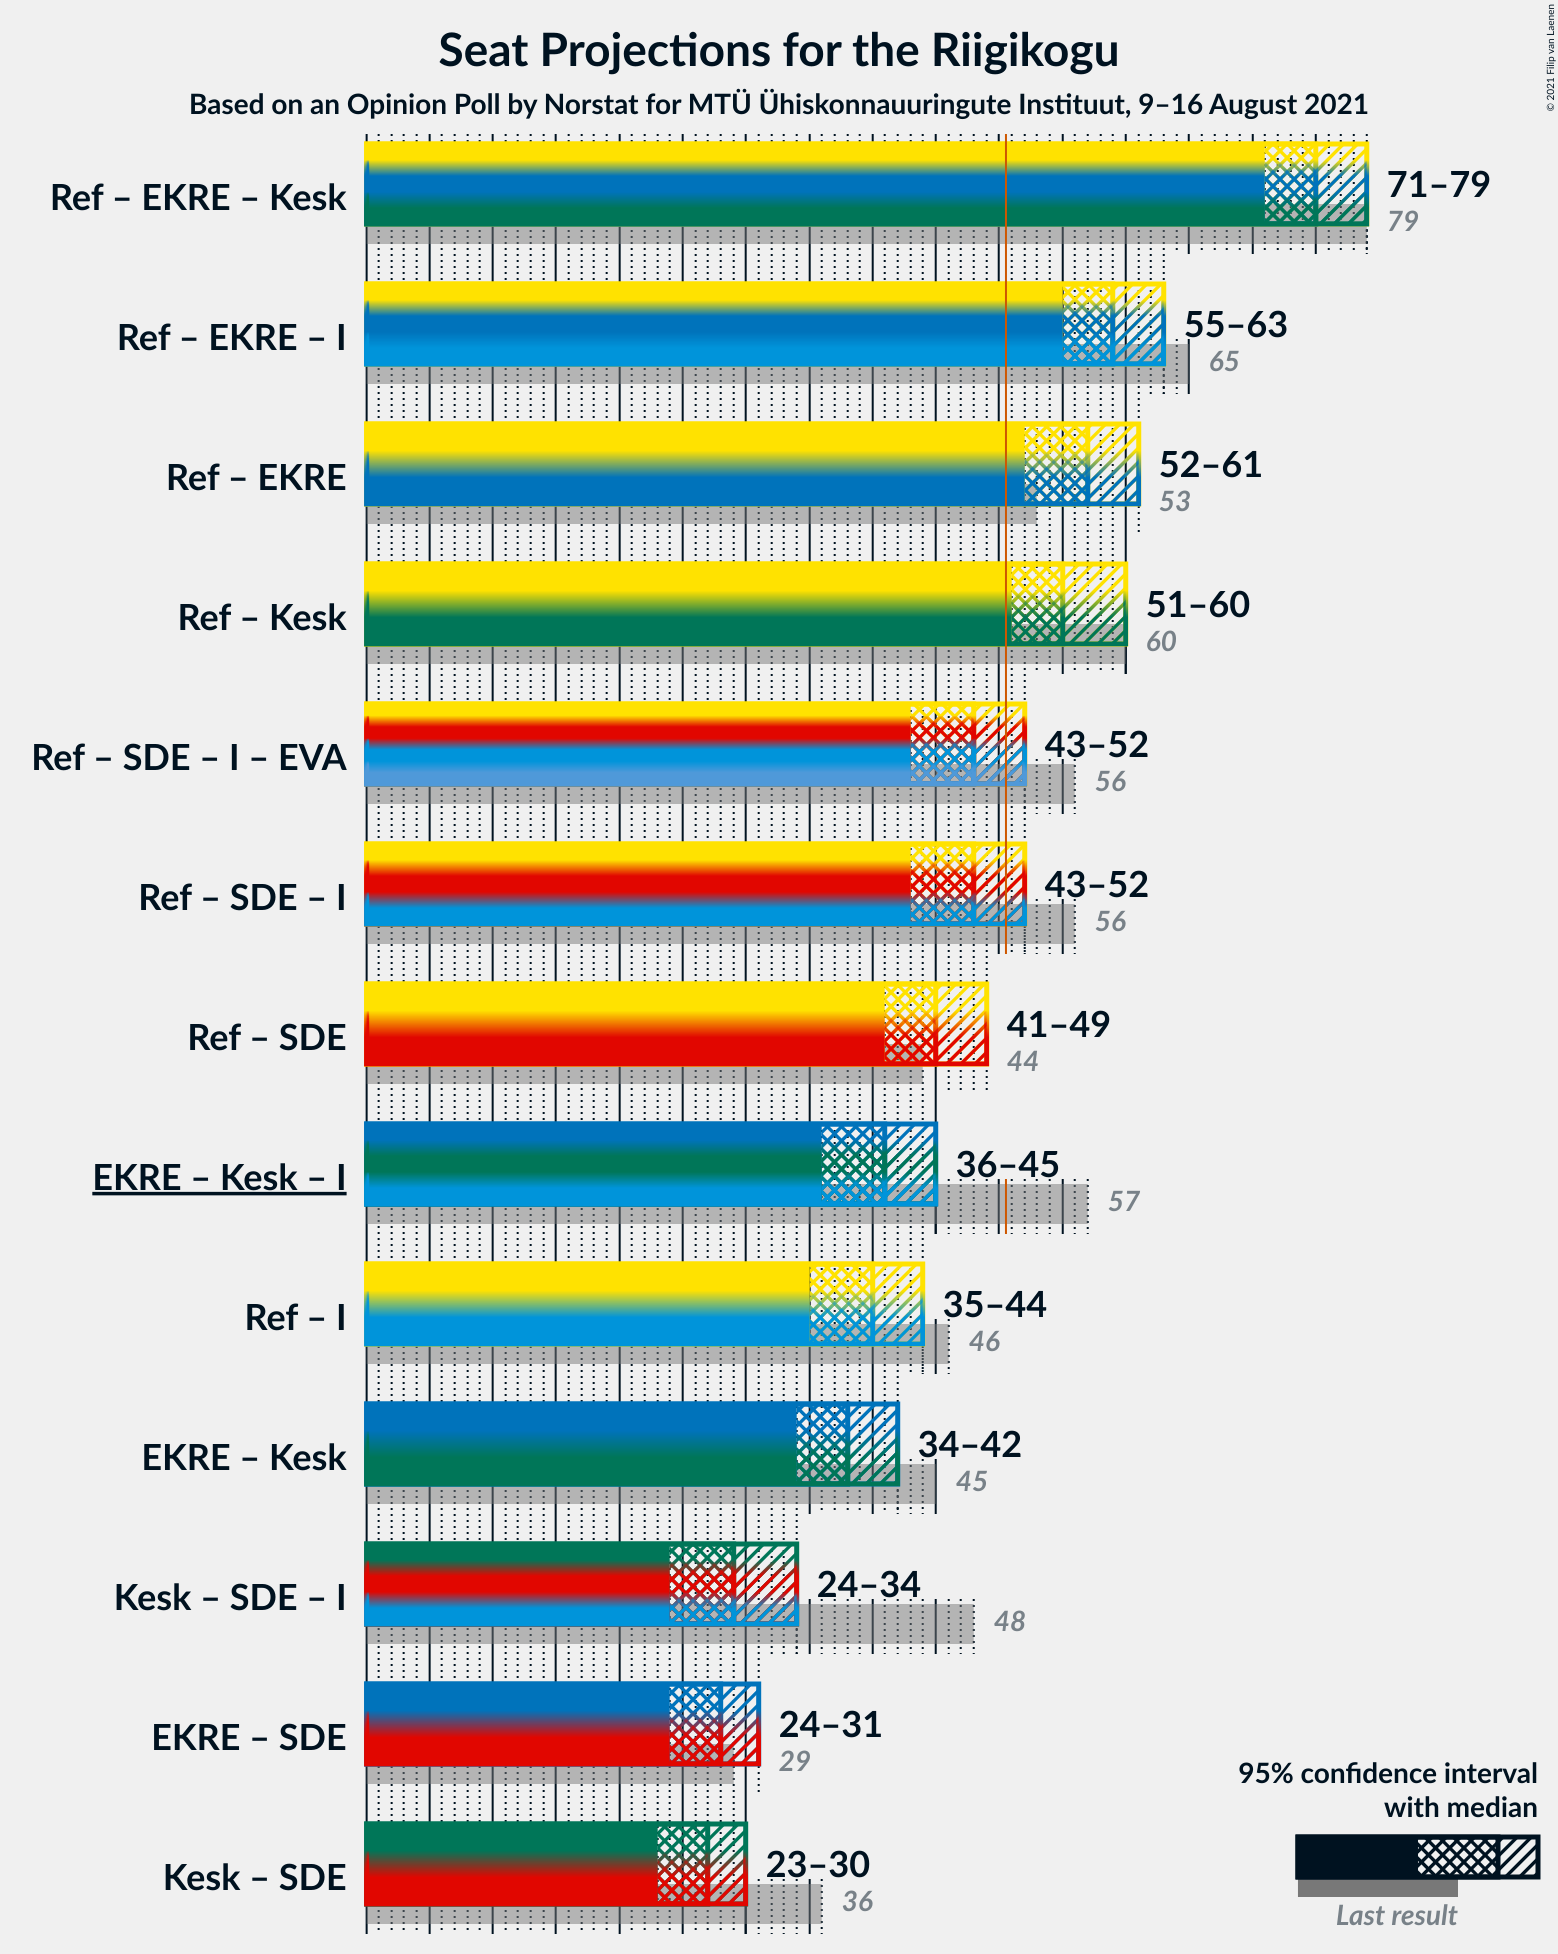 Seat Projections for the Riigikogu
Based on an Opinion Poll by Norstat for MTÜ Ühiskonnauuringute Instituut, 9–16 August 2021
© 2021 Filip van Laenen
Ref – EKRE – Kesk
71–79
79
Ref – EKRE – I
55–63
65
Ref – EKRE
52–61
53
Ref – Kesk
51–60
60
Ref – SDE – I – EVA
43–52
56
Ref – SDE – I
43–52
56
Ref – SDE
41–49
44
EKRE – Kesk – I
36–45
57
Ref – I
35–44
46
EKRE – Kesk
34–42
45
Kesk – SDE – I
24–34
48
EKRE – SDE
24–31
29
Kesk – SDE
23–30
36
95% confidence interval
with median
Last result